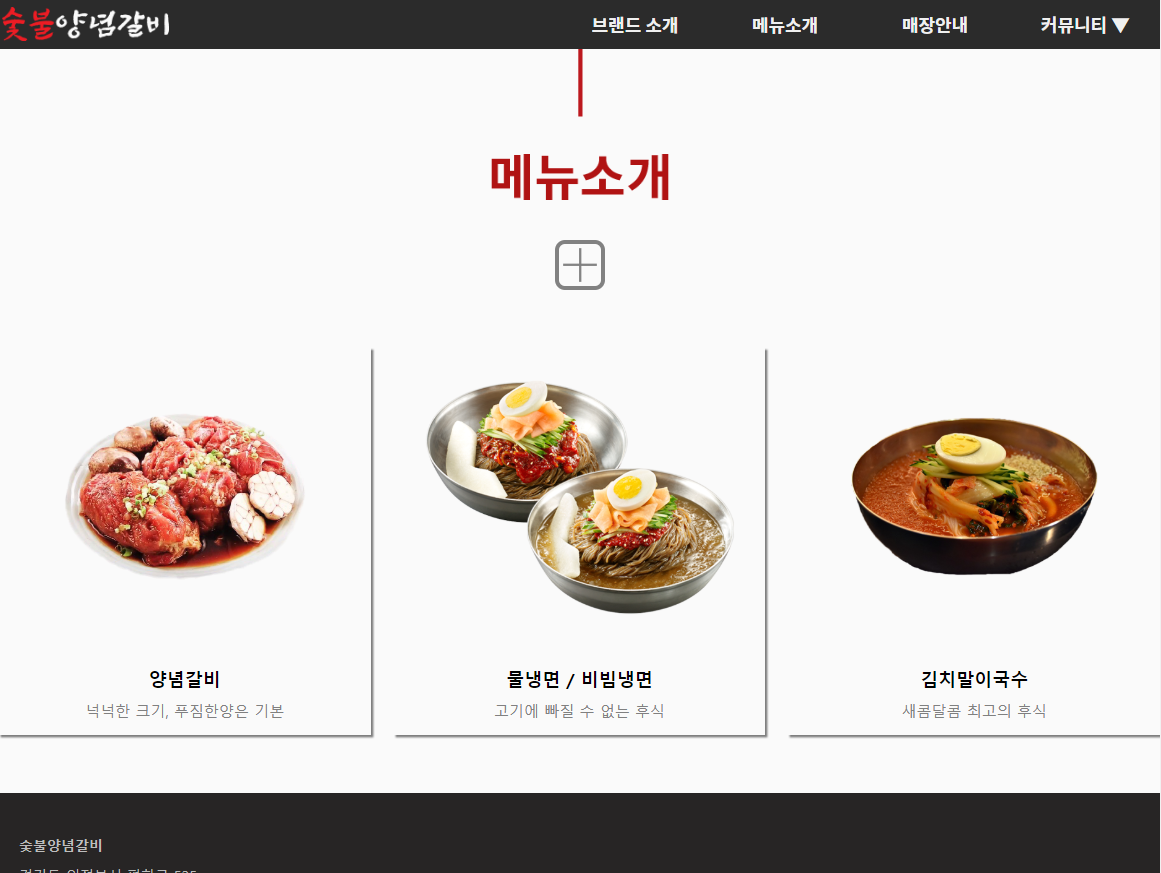 숯불양념갈비
브랜드 소개
메뉴소개
매장안내
커뮤니티 ▼
메뉴소개
양념갈비
넉넉한 크기, 푸짐한양은 기본
물냉면 / 비빔냉면
고기에 빠질 수 없는 후식
김치말이국수
새콤달콤 최고의 후식
숯불양념갈비